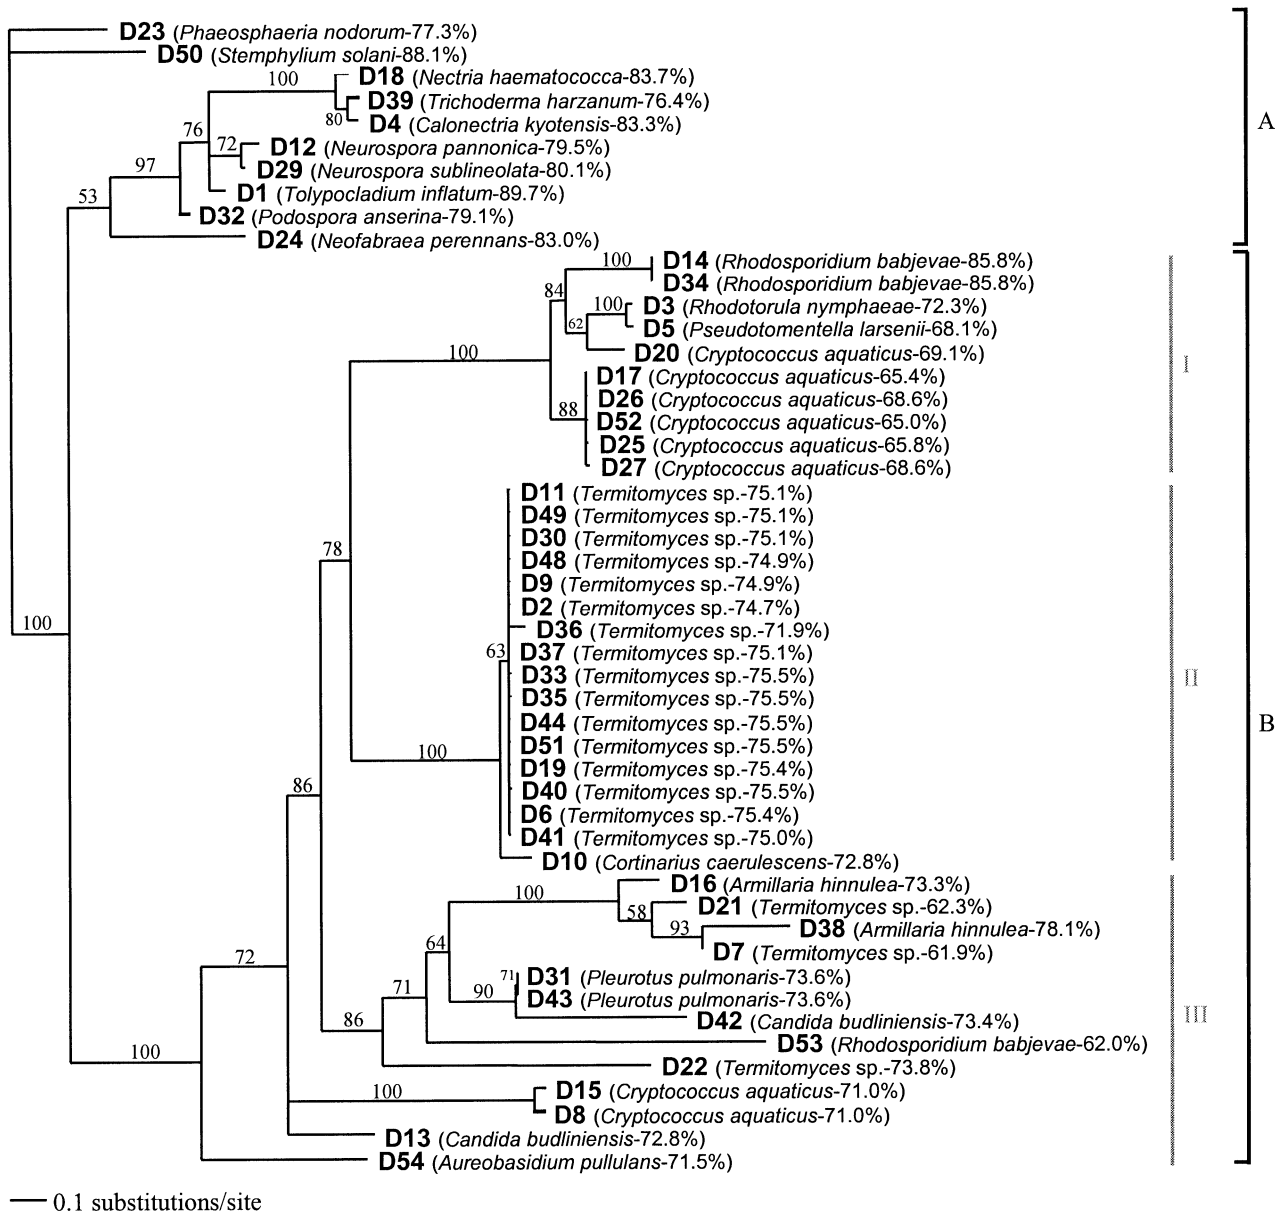 D23 (Phaeosphaeria nodorum-77.3%)
D50 (Stemphylium solani-88.1%)
100
D18 (Nectria haematococca-83.7%)
D39 (Trichoderma harzanum-76.4%)
80
D4 (Calonectria kyotensis-83.3%)
A
76
72
D12 (Neurospora pannonica-79.5%)
97
D29 (Neurospora sublineolata-80.1%)
53
D1 (Tolypocladium inflatum-89.7%)
D32 (Podospora anserina-79.1%)
D24 (Neofabraea perennans-83.0%)
100
D14 (Rhodosporidium babjevae-85.8%)
D34 (Rhodosporidium babjevae-85.8%)
84
100
D3 (Rhodotorula nymphaeae-72.3%)
62
D5 (Pseudotomentella larsenii-68.1%)
100
D20 (Cryptococcus aquaticus-69.1%)
I
D17 (Cryptococcus aquaticus-65.4%)
D26 (Cryptococcus aquaticus-68.6%)
88
D52 (Cryptococcus aquaticus-65.0%)
D25 (Cryptococcus aquaticus-65.8%)
D27 (Cryptococcus aquaticus-68.6%)
D11 (Termitomyces sp.-75.1%)
D49 (Termitomyces sp.-75.1%)
D30 (Termitomyces sp.-75.1%)
78
D48 (Termitomyces sp.-74.9%)
D9 (Termitomyces sp.-74.9%)
D2 (Termitomyces sp.-74.7%)
100
D36 (Termitomyces sp.-71.9%)
63
D37 (Termitomyces sp.-75.1%)
D33 (Termitomyces sp.-75.5%)
II
D35 (Termitomyces sp.-75.5%)
D44 (Termitomyces sp.-75.5%)
B
100
D51 (Termitomyces sp.-75.5%)
D19 (Termitomyces sp.-75.4%)
86
D40 (Termitomyces sp.-75.5%)
D6 (Termitomyces sp.-75.4%)
D41 (Termitomyces sp.-75.0%)
D10 (Cortinarius caerulescens-72.8%)
100
D16 (Armillaria hinnulea-73.3%)
58
D21 (Termitomyces sp.-62.3%)
93
D38 (Armillaria hinnulea-78.1%)
64
D7 (Termitomyces sp.-61.9%)
72
71
D31 (Pleurotus pulmonaris-73.6%)
71
90
D43 (Pleurotus pulmonaris-73.6%)
86
D42 (Candida budliniensis-73.4%)
III
D53 (Rhodosporidium babjevae-62.0%)
100
D22 (Termitomyces sp.-73.8%)
100
D15 (Cryptococcus aquaticus-71.0%)
D8 (Cryptococcus aquaticus-71.0%)
D13 (Candida budliniensis-72.8%)
D54 (Aureobasidium pullulans-71.5%)
0.1 substitutions/site